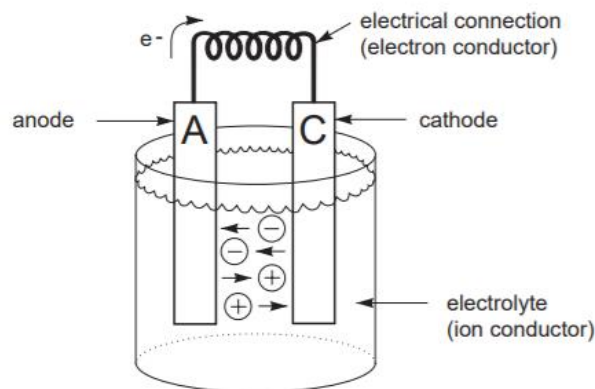 electrical connection
(electron conductor)
e-
anode
A
C
cathode
−
−
+
+
electrolyte
(ion conductor)